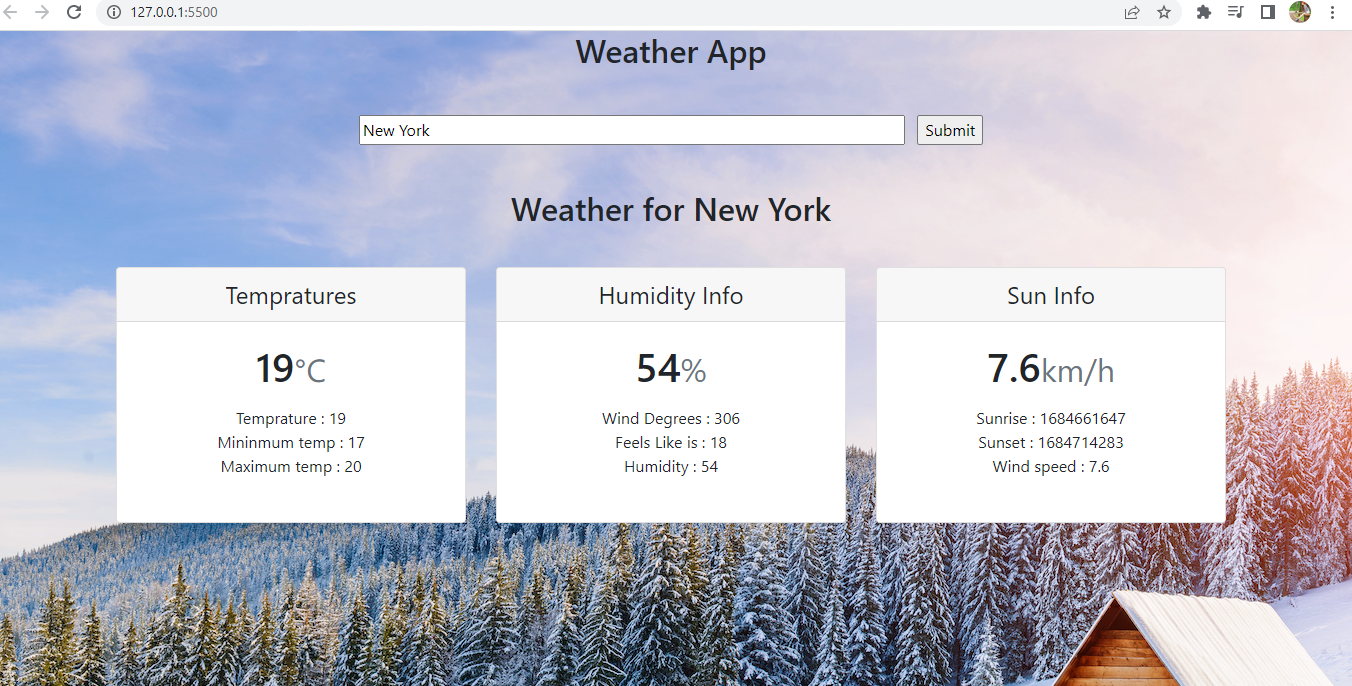 127.0.0.1:5500
Weather App
New York Submit
Weather for New York
Tempratures
19°C
Temprature : 19
Mininmum temp : 17
Maximum temp : 20
Humidity Info
54%
Wind Degrees : 306
Feels Like is : 18
Humidity : 54
Sun Info
7.6km/h
Sunrise : 1684661647
Sunset : 1684714283
Wind speed : 7.6